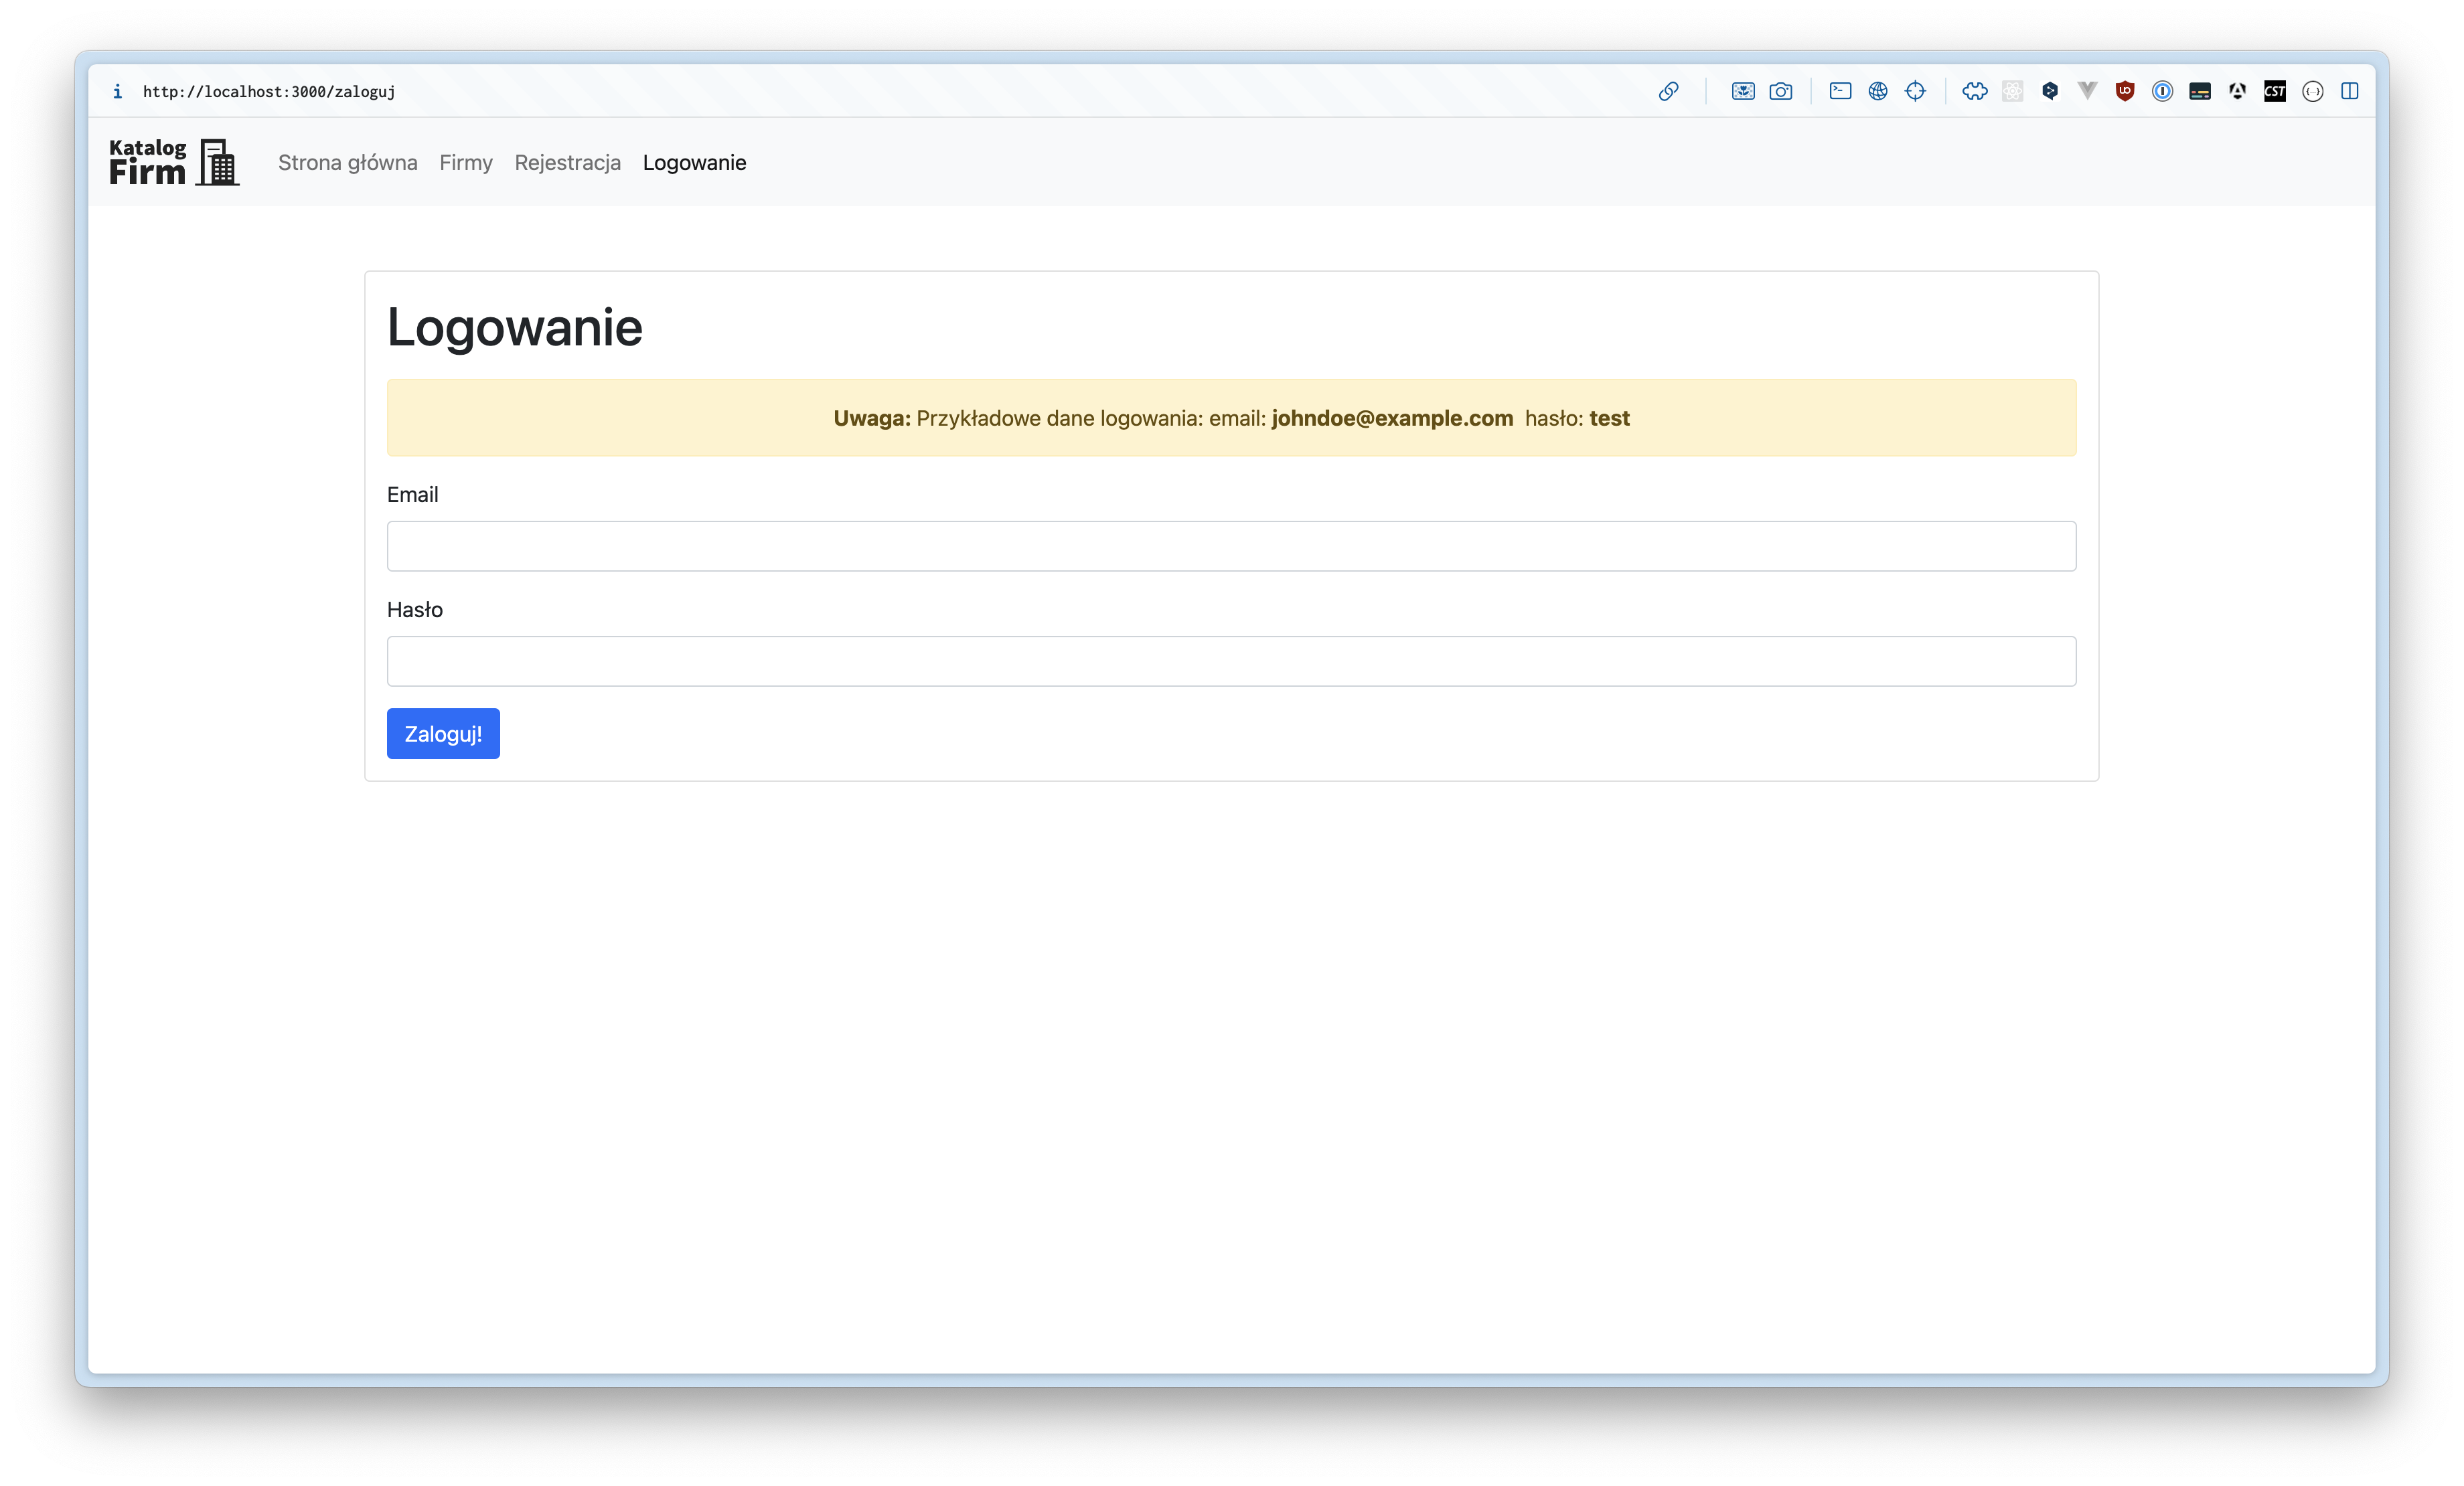 http://localhost:3000/zaloguj
Katalog
Firm
Strona główna Firmy Rejestracja Logowanie
Logowanie
Uwaga: Przykładowe dane logowania: email: johndoe@example.com hasło: test
Email
Hasło
Zaloguj!
CST